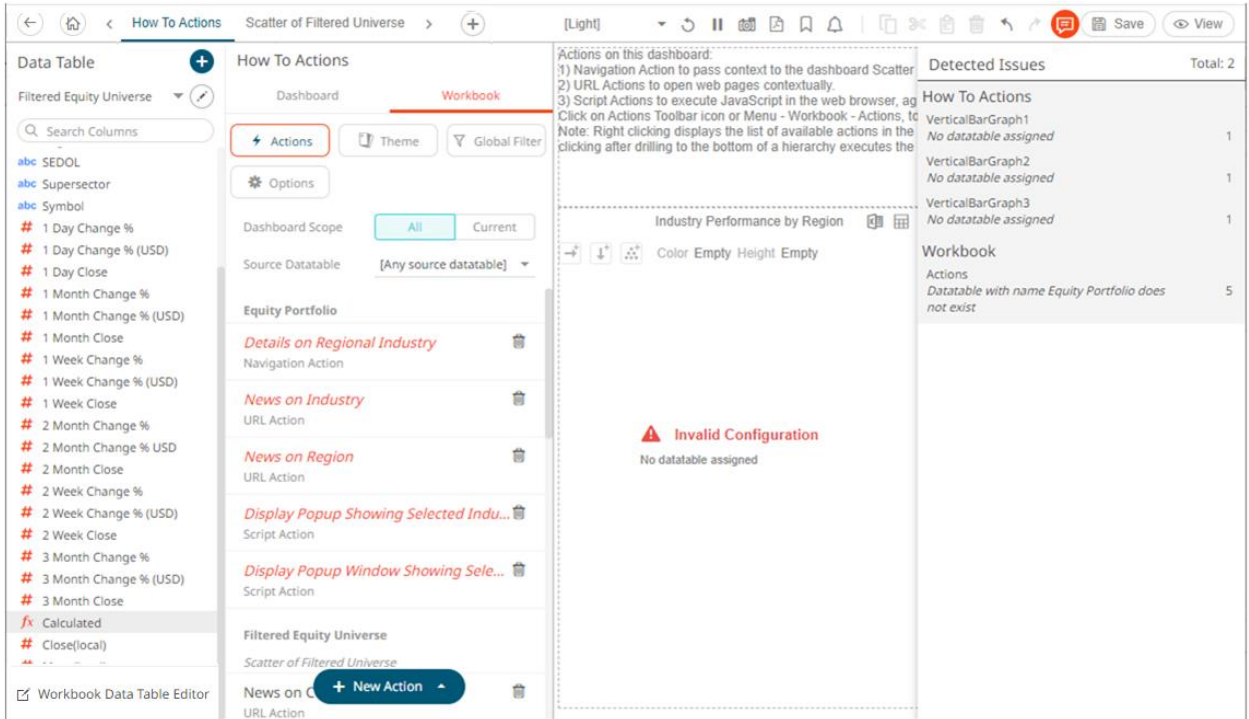 How To Actions
Scatter of Filtered Universe
[Light]
Save
View
Data Table
Filtered Equity Universe
Search Columns
abc SEDOL
abc Supersector
abc Symbol
# 1 Day Change %
# 1 Day Change % (USD)
# 1 Day Close
# 1 Month Change %
# 1 Month Change % (USD)
# 1 Month Close
# 1 Week Change %
# 1 Week Change % (USD)
# 1 Week Close
# 2 Month Change %
# 2 Month Change % USD
# 2 Month Close
# 2 Week Change %
# 2 Week Change % (USD)
# 2 Week Close
# 3 Month Change %
# 3 Month Change % (USD)
# 3 Month Close
fx Calculated
# Close(local)
Workbook Data Table Editor
How To Actions
Dashboard
Workbook
Actions
Theme
Global Filter
Options
Dashboard Scope
All
Current
Source Datatable
[Any source datatable]
Equity Portfolio
Details on Regional Industry
Navigation Action
News on Industry
URL Action
News on Region
URL Action
Display Popup Showing Selected Indu...
Script Action
Display Popup Window Showing Sele...
Script Action
Filtered Equity Universe
Scatter of Filtered Universe
News on C
+ New Action
URL Action
Actions on this dashboard:
1) Navigation Action to pass context to the dashboard Scatter
2) URL Actions to open web pages contextually.
3) Script Actions to execute JavaScript in the web browser, ag
Click on Actions Toolbar icon or Menu - Workbook - Actions, to
Note: Right clicking displays the list of available actions in the
clicking after drilling to the bottom of a hierarchy executes the
Industry Performance by Region
Color Empty Height Empty
Invalid Configuration
No datatable assigned
Detected Issues
Total: 2
How To Actions
VerticalBarGraph1
No datatable assigned 1
VerticalBarGraph2
No datatable assigned 1
VerticalBarGraph3
No datatable assigned 1
Workbook
Actions
Datatable with name Equity Portfolio does 5
not exist